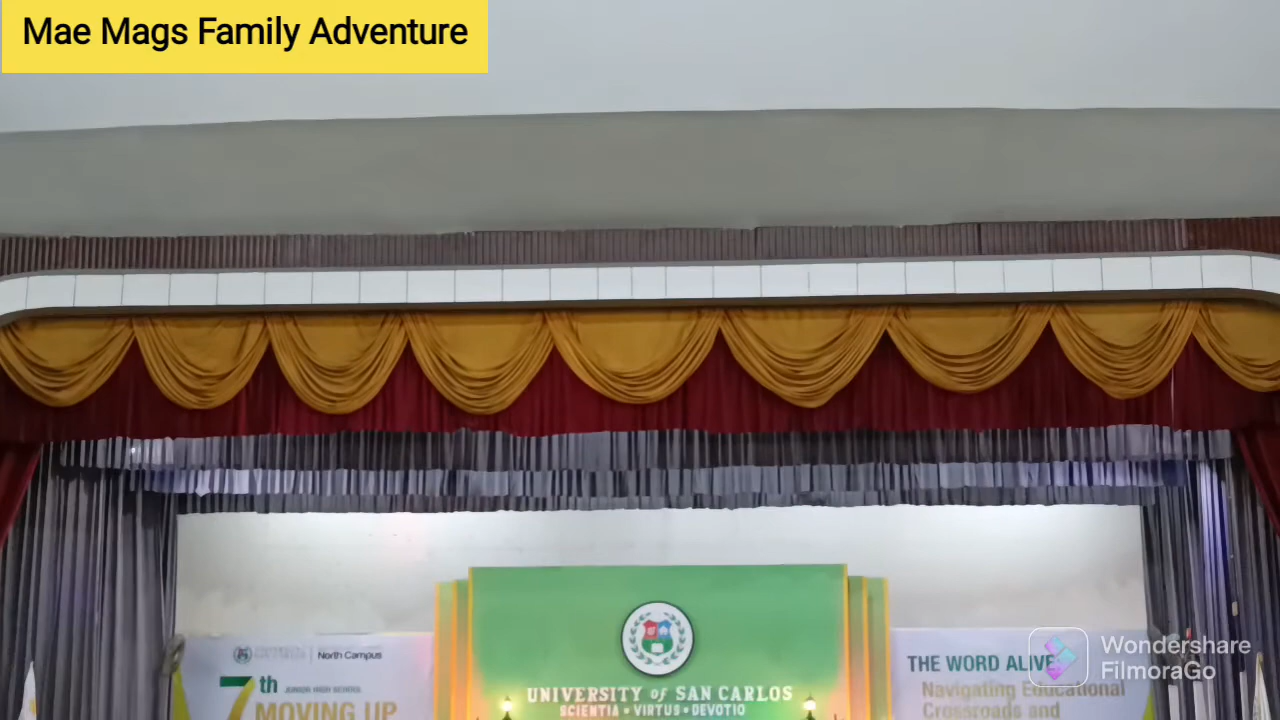 Mae Mags Family Adventure
North Campus
7th
JUNIOR HIGH SCHOOL
MOVING UP
UNIVERSITY of SAN CARLOS
SCIENTIA • VIRTUS • DEVOTIO
THE WORD ALIVE
Navigating Educational
Crossroads and
Wondershare
FilmoraGo